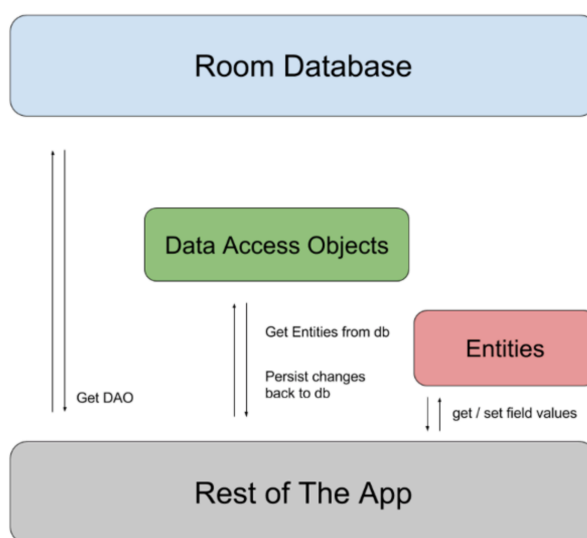 Room Database
Data Access Objects
Get Entities from db
Entities
Persist changes
back to db
Get DAO
get / set field values
Rest of The App